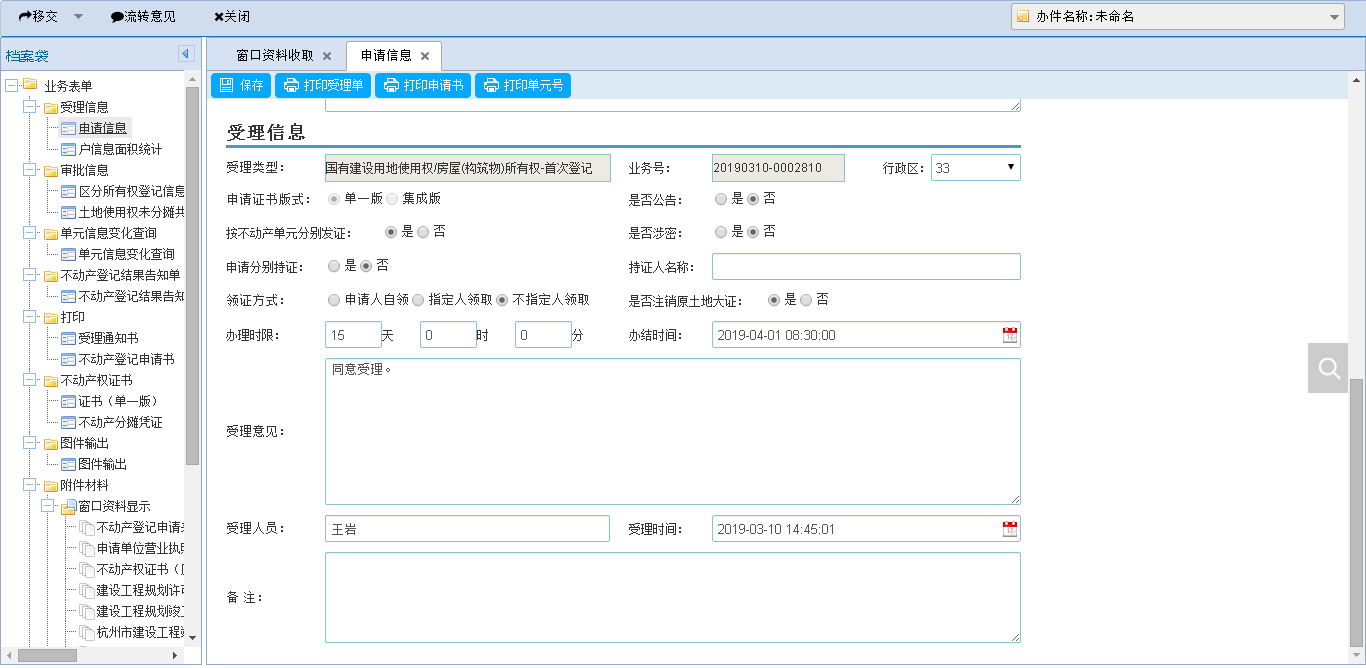 移交
流转意见
关闭
办件名称:未命名
档案袋
窗口资料收取
申请信息
保存
打印受理单
打印申请书
打印单元号
业务表单
受理信息
申请信息
户信息面积统计
审批信息
区分所有权登记信息
土地使用权未分摊共
单元信息变化查询
单元信息变化查询
不动产登记结果告知单
不动产登记结果告知
打印
受理通知书
不动产登记申请书
不动产权证书
证书（单一版）
不动产分摊凭证
图件输出
图件输出
附件材料
窗口资料显示
不动产登记申请
申请单位营业执
不动产权证书（
建设工程规划许
建设工程规划竣
杭州市建设工程
受理信息
受理类型： 国有建设用地使用权/房屋(构筑物)所有权-首次登记 业务号： 20190310-0002810 行政区： 33
申请证书版式： 单一版 集成版 是否公告： 是 否
按不动产单元分别发证： 是 否 是否涉密： 是 否
申请分别持证： 是 否 持证人名称：
领证方式： 申请人自领 指定人领取 不指定人领取 是否注销原土地大证： 是 否
办理时限： 15 天 0 时 0 分 办结时间： 2019-04-01 08:30:00
同意受理。
受理意见：
受理人员： 王岩 受理时间： 2019-03-10 14:45:01
备 注：